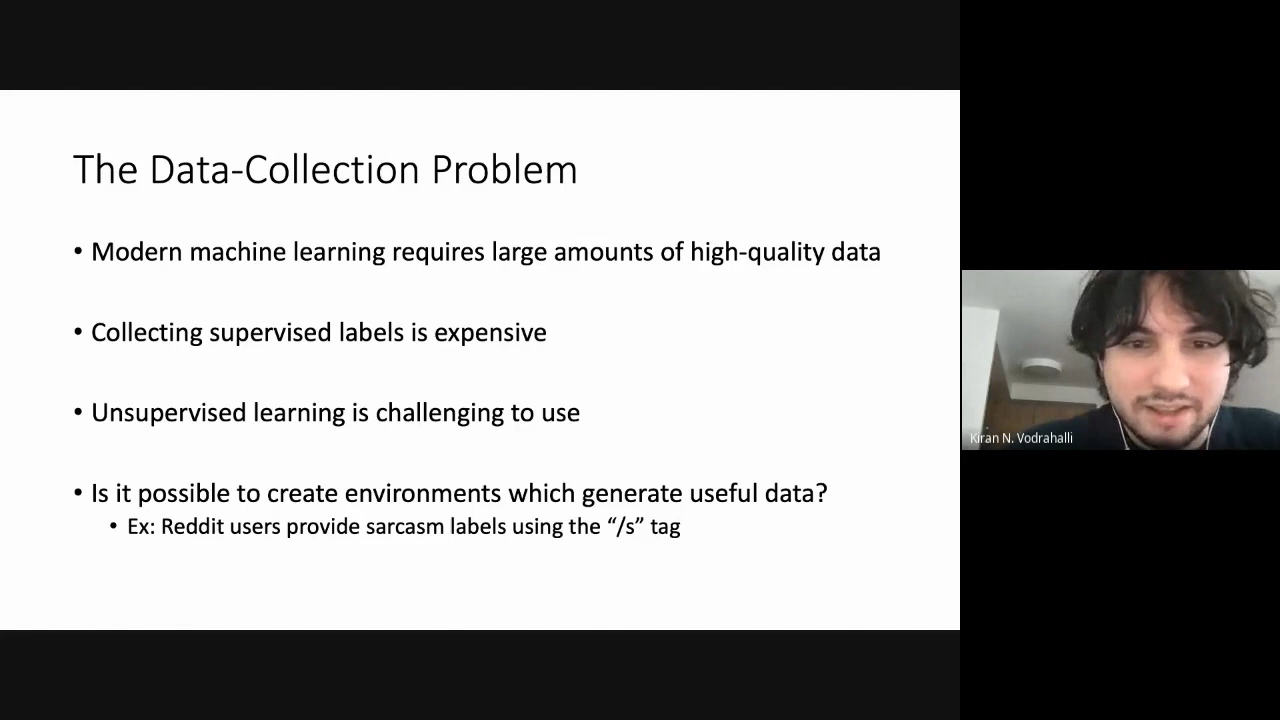 The Data-Collection Problem
• Modern machine learning requires large amounts of high-quality data
• Collecting supervised labels is expensive
• Unsupervised learning is challenging to use
• Is it possible to create environments which generate useful data?
• Ex: Reddit users provide sarcasm labels using the “/s” tag
Kiran N. Vodrahalli